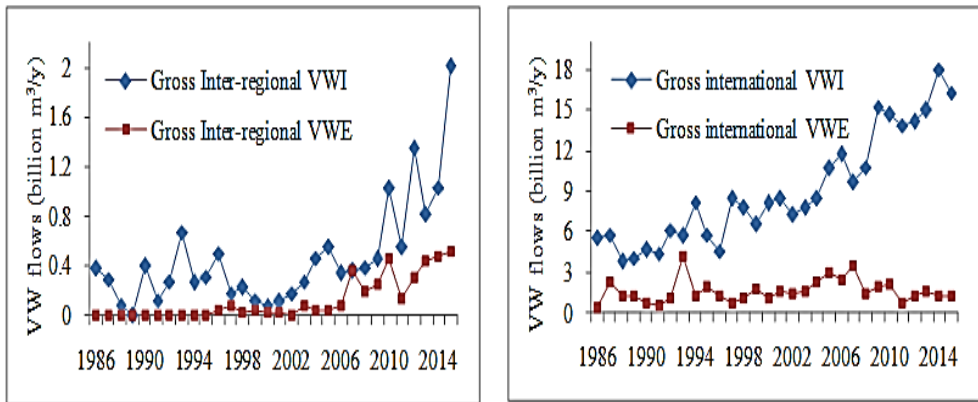 VW flows (billion m³/y)
2
1.6
1.2
0.8
0.4
0
Gross Inter-regional VWI
Gross Inter-regional VWE
1986 1990 1994 1998 2002 2006 2010 2014
VW flows (billion m³/y)
18
15
12
9
6
3
0
Gross international VWI
Gross international VWE
1986 1990 1994 1998 2002 2006 2010 2014